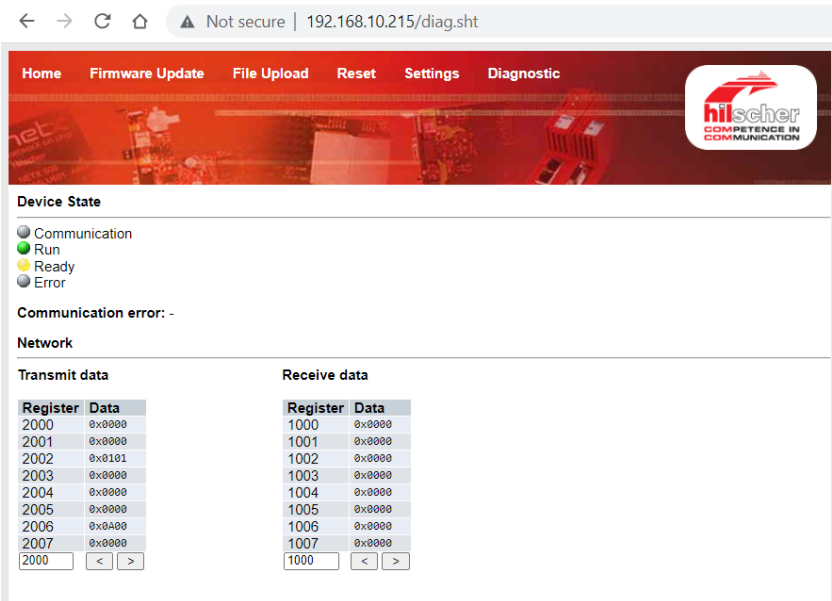 Not secure | 192.168.10.215/diag.sht
Home Firmware Update File Upload Reset Settings Diagnostic
hilscher
COMPETENCE IN
COMMUNICATION
Device State
Communication
Run
Ready
Error
Communication error: -
Network
Transmit data Receive data
Register Data Register Data
2000 0x0000 1000 0x0000
2001 0x0000 1001 0x0000
2002 0x0101 1002 0x0000
2003 0x0000 1003 0x0000
2004 0x0000 1004 0x0000
2005 0x0000 1005 0x0000
2006 0x0A00 1006 0x0000
2007 0x0000 1007 0x0000
2000 < > 1000 < >